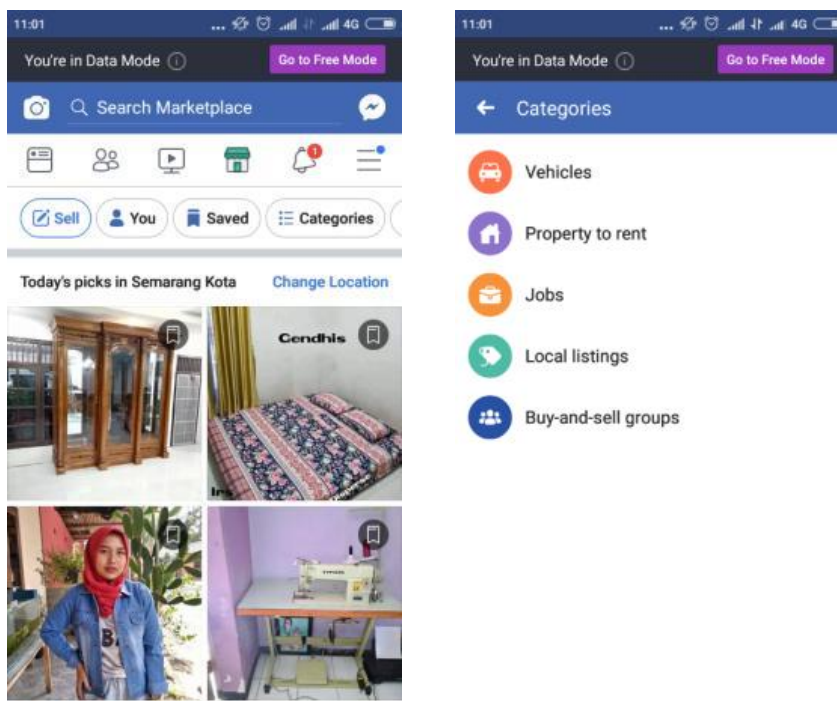 11:01
... 4G
You're in Data Mode
Go to Free Mode
Search Marketplace
1
Sell
You
Saved
Categories
Today's picks in Semarang Kota
Change Location
Gendhis
Irs
11:01
... 4G
You're in Data Mode
Go to Free Mode
Categories
Vehicles
Property to rent
Jobs
Local listings
Buy-and-sell groups